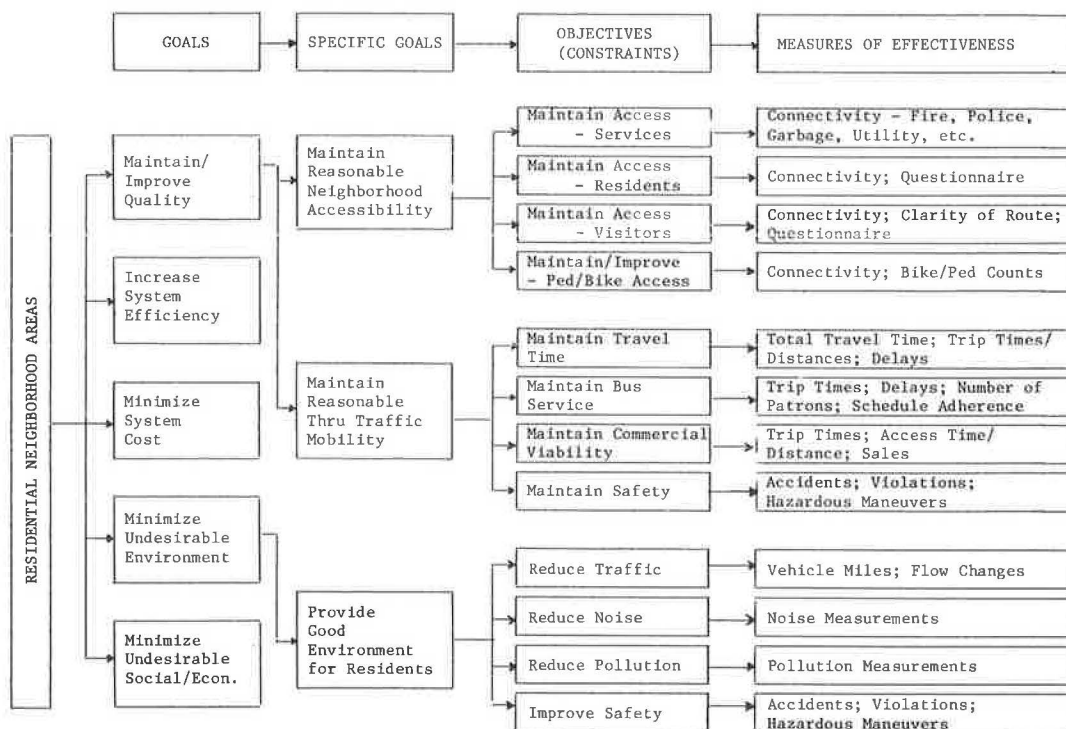 GOALS
SPECIFIC GOALS
OBJECTIVES
(CONSTRAINTS)
MEASURES OF EFFECTIVENESS
RESIDENTIAL NEIGHBORHOOD AREAS
Maintain/
Improve
Quality
Increase
System
Efficiency
Minimize
System
Cost
Minimize
Undesirable
Environment
Minimize
Undesirable
Social/Econ.
Maintain
Reasonable
Neighborhood
Accessibility
Maintain
Reasonable
Thru Traffic
Mobility
Provide
Good
Environment
for Residents
Maintain Access
- Services
Maintain Access
- Residents
Maintain Access
- Visitors
Maintain/Improve
- Ped/Bike Access
Maintain Travel
Time
Maintain Bus
Service
Maintain Commercial
Viability
Maintain Safety
Reduce Traffic
Reduce Noise
Reduce Pollution
Improve Safety
Connectivity - Fire, Police,
Garbage, Utility, etc.
Connectivity; Questionnaire
Connectivity; Clarity of Route;
Questionnaire
Connectivity; Bike/Ped Counts
Total Travel Time; Trip Times/
Distances; Delays
Trip Times; Delays; Number of
Patrons; Schedule Adherence
Trip Times; Access Time/
Distance; Sales
Accidents; Violations;
Hazardous Maneuvers
Vehicle Miles; Flow Changes
Noise Measurements
Pollution Measurements
Accidents; Violations;
Hazardous Maneuvers